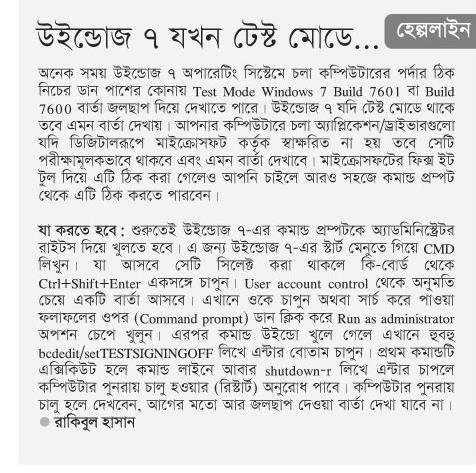 উইন্ডোজ ৭ যখন টেস্ট মোডে...
হেল্পলাইন
অনেক সময় উইন্ডোজ ৭ অপারেটিং সিস্টেমে চলা কম্পিউটারের পর্দার ঠিক
নিচের ডান পাশের কোনায় Test Mode Windows 7 Build 7601 বা Build
7600 বার্তা জলছাপ দিয়ে দেখাতে পারে। উইন্ডোজ ৭ যদি টেস্ট মোডে থাকে
তবে এমন বার্তা দেখায়। আপনার কম্পিউটারে চলা অ্যাপ্লিকেশন/ড্রাইভারগুলো
যদি ডিজিটালরূপে মাইক্রোসফট কর্তৃক স্বাক্ষরিত না হয় তবে সেটি
পরীক্ষামূলকভাবে থাকবে এবং এমন বার্তা দেখাবে। মাইক্রোসফটের ফিক্স ইট
টুল দিয়ে এটি ঠিক করা গেলেও আপনি চাইলে আরও সহজে কমান্ড প্রম্পট
থেকে এটি ঠিক করতে পারবেন।
যা করতে হবে : শুরুতেই উইন্ডোজ ৭-এর কমান্ড প্রম্পটকে অ্যাডমিনিস্ট্রেটর
রাইটস দিয়ে খুলতে হবে। এ জন্য উইন্ডোজ ৭-এর স্টার্ট মেনুতে গিয়ে CMD
লিখুন। যা আসবে সেটি সিলেক্ট করা থাকলে কি-বোর্ড থেকে
Ctrl+Shift+Enter একসঙ্গে চাপুন। User account control থেকে অনুমতি
চেয়ে একটি বার্তা আসবে। এখানে ওকে চাপুন অথবা সার্চ করে পাওয়া
ফলাফলের ওপর (Command prompt) ডান ক্লিক করে Run as administrator
অপশন চেপে খুলুন। এরপর কমান্ড উইন্ডো খুলে গেলে এখানে হুবহু
bcdedit/setTESTSIGNINGOFF লিখে এন্টার বোতাম চাপুন। প্রথম কমান্ডটি
এক্সিকিউট হলে কমান্ড লাইনে আবার shutdown-r লিখে এন্টার চাপলে
কম্পিউটার পুনরায় চালু হওয়ার (রিস্টার্ট) অনুরোধ পাবে। কম্পিউটার পুনরায়
চালু হলে দেখবেন, আগের মতো আর জলছাপ দেওয়া বার্তা দেখা যাবে না।
● রাকিবুল হাসান